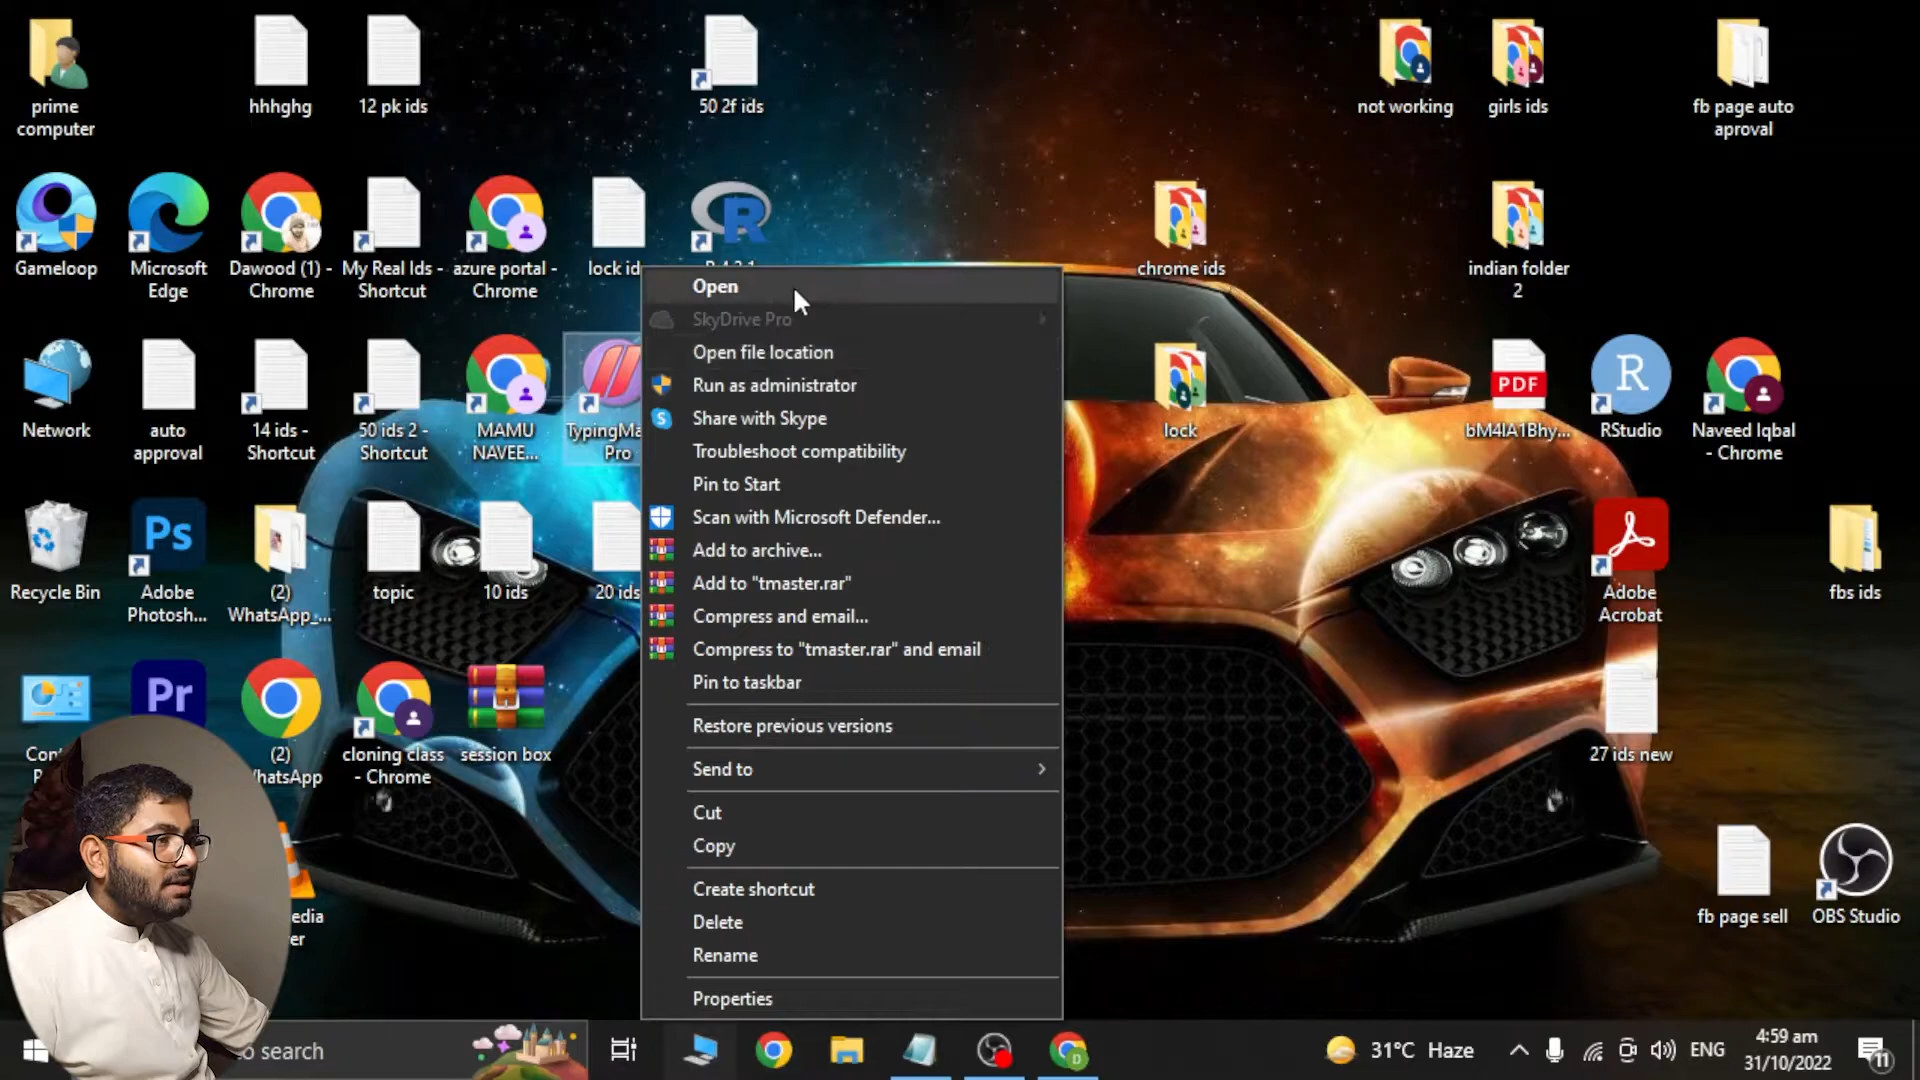 prime
computer
hhhghg
12 pk ids
50 2f ids
not working
girls ids
fb page auto
aproval
Gameloop
Microsoft
Edge
Dawood (1) -
Chrome
My Real Ids -
Shortcut
azure portal -
Chrome
lock id
chrome ids
indian folder
2
Network
auto
approval
14 ids -
Shortcut
50 ids 2 -
Shortcut
MAMU
NAVEE...
TypingMa
Pro
lock
PDF
bM4IA1Bhy...
R
RStudio
Naveed Iqbal
- Chrome
Recycle Bin
Ps
Adobe
Photosh...
(2)
WhatsApp_...
topic
10 ids
20 ids
Adobe
Acrobat
fbs ids
Con
P
Pr
(2)
hatsApp
cloning class
- Chrome
session box
27 ids new
edia
er
fb page sell
OBS Studio
Open
SkyDrive Pro
Open file location
Run as administrator
Share with Skype
Troubleshoot compatibility
Pin to Start
Scan with Microsoft Defender...
Add to archive...
Add to "tmaster.rar"
Compress and email...
Compress to "tmaster.rar" and email
Pin to taskbar
Restore previous versions
Send to
Cut
Copy
Create shortcut
Delete
Rename
Properties
o search
31°C Haze
ENG
4:59 am
31/10/2022
11